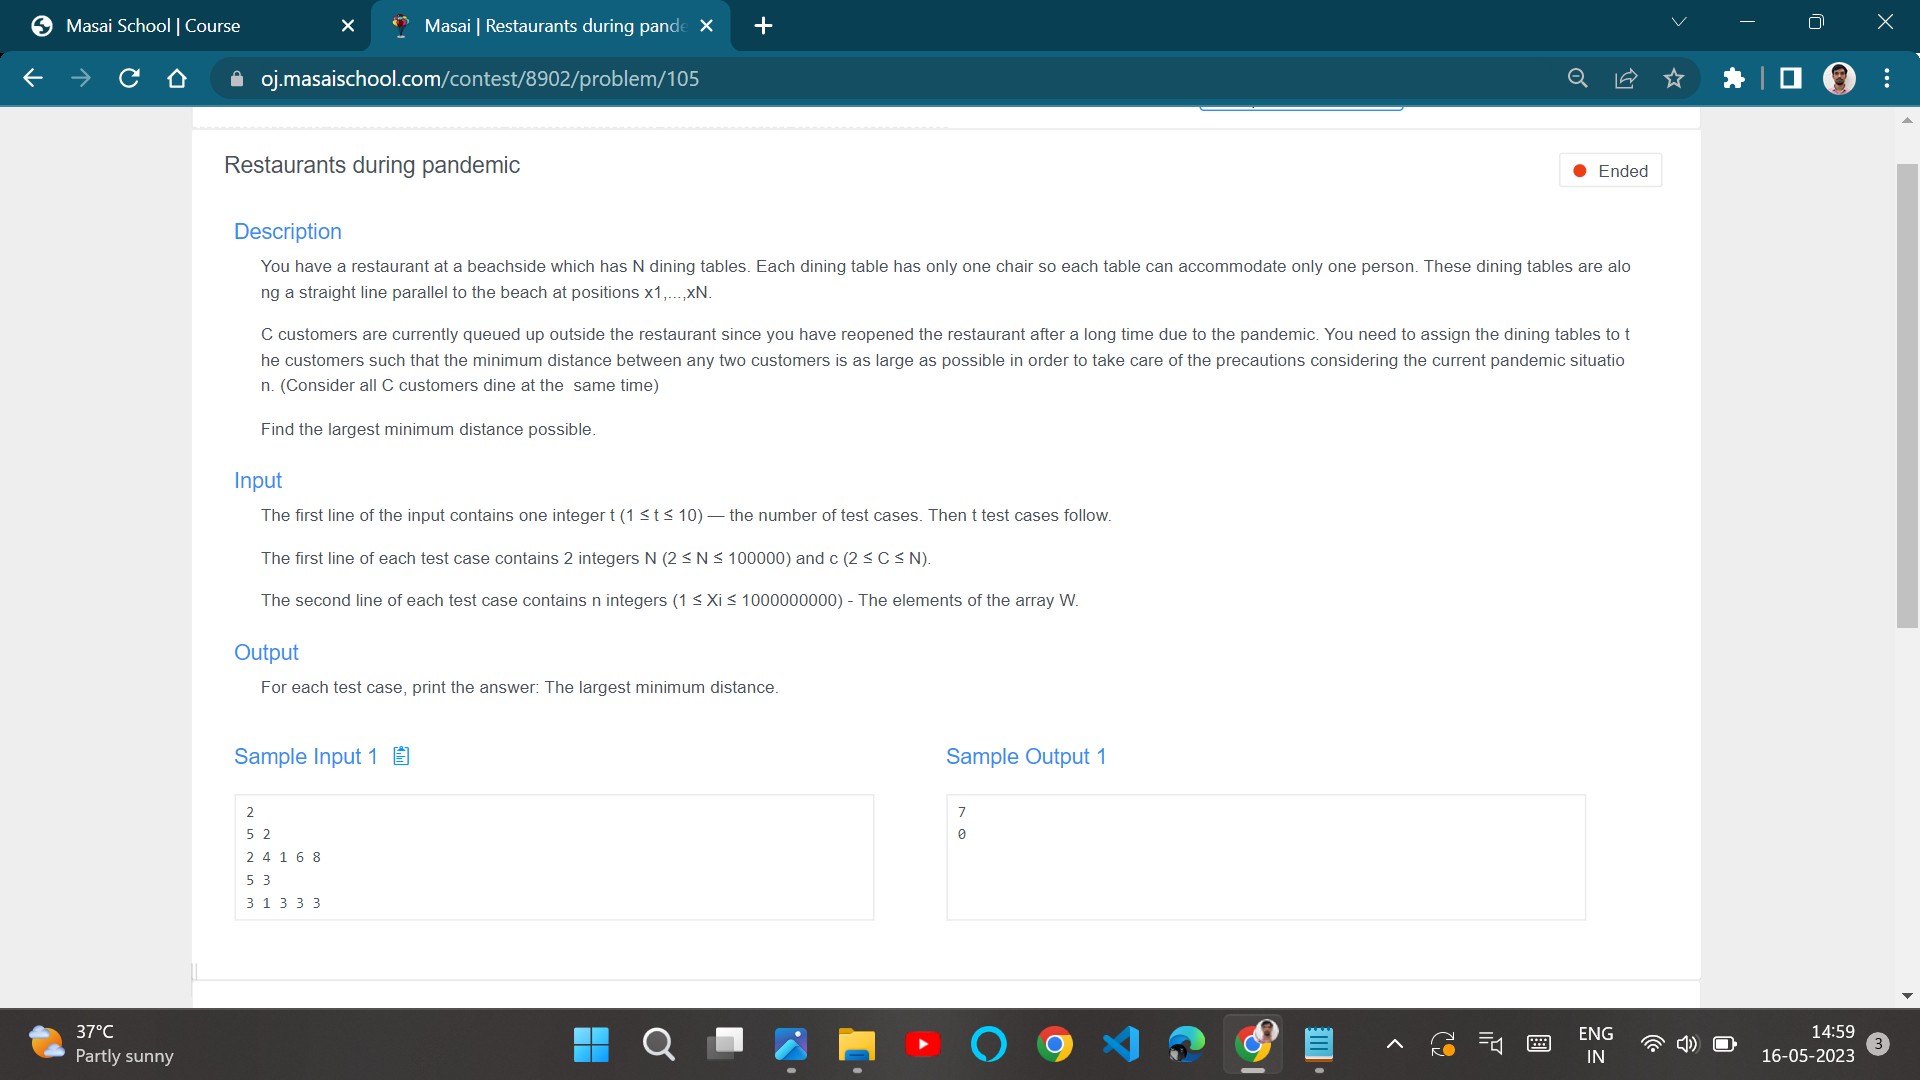 Masai School | Course
Masai | Restaurants during pande
oj.masaischool.com/contest/8902/problem/105
Restaurants during pandemic
Ended
Description
You have a restaurant at a beachside which has N dining tables. Each dining table has only one chair so each table can accommodate only one person. These dining tables are alo
ng a straight line parallel to the beach at positions x1,...,xN.
C customers are currently queued up outside the restaurant since you have reopened the restaurant after a long time due to the pandemic. You need to assign the dining tables to t
he customers such that the minimum distance between any two customers is as large as possible in order to take care of the precautions considering the current pandemic situatio
n. (Consider all C customers dine at the  same time)
Find the largest minimum distance possible.
Input
The first line of the input contains one integer t (1 ≤ t ≤ 10) — the number of test cases. Then t test cases follow.
The first line of each test case contains 2 integers N (2 ≤ N ≤ 100000) and c (2 ≤ C ≤ N).
The second line of each test case contains n integers (1 ≤ Xi ≤ 1000000000) - The elements of the array W.
Output
For each test case, print the answer: The largest minimum distance.
Sample Input 1
2
5 2
2 4 1 6 8
5 3
3 1 3 3 3
Sample Output 1
7
0
37°C
Partly sunny
ENG
IN
14:59
16-05-2023
3